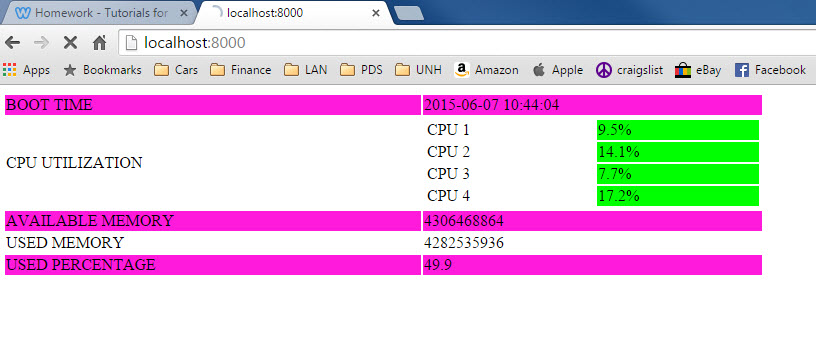 Homework - Tutorials for
localhost:8000
localhost:8000
Apps Bookmarks Cars Finance LAN PDS UNH Amazon Apple craigslist eBay Facebook
BOOT TIME 2015-06-07 10:44:04
CPU UTILIZATION
CPU 1 9.5%
CPU 2 14.1%
CPU 3 7.7%
CPU 4 17.2%
AVAILABLE MEMORY 4306468864
USED MEMORY 4282535936
USED PERCENTAGE 49.9